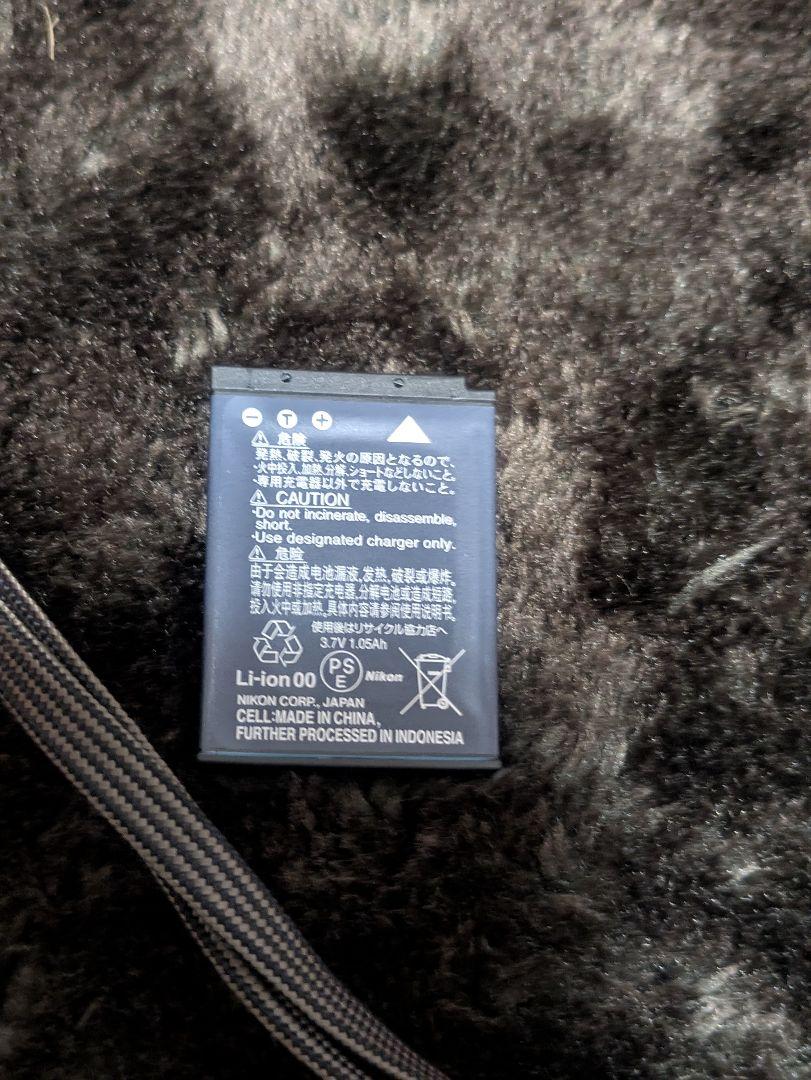 − T +
危険
発熱、破裂、発火の原因となるので、
・火中投入、加熱、分解、ショートなどしないこと。
・専用充電器以外で充電しないこと。
CAUTION
·Do not incinerate, disassemble,
short.
·Use designated charger only.
危险
由于会造成电池漏液,发热,破裂或爆炸。
请勿使用非指定充电器,分解电池或造成短路,
投入火中或加热。具体内容请参阅使用说明书。
使用後はリサイクル協力店へ
3.7V 1.05Ah
Li-ion 00 PS E Nikon
NIKON CORP., JAPAN
CELL:MADE IN CHINA,
FURTHER PROCESSED IN INDONESIA